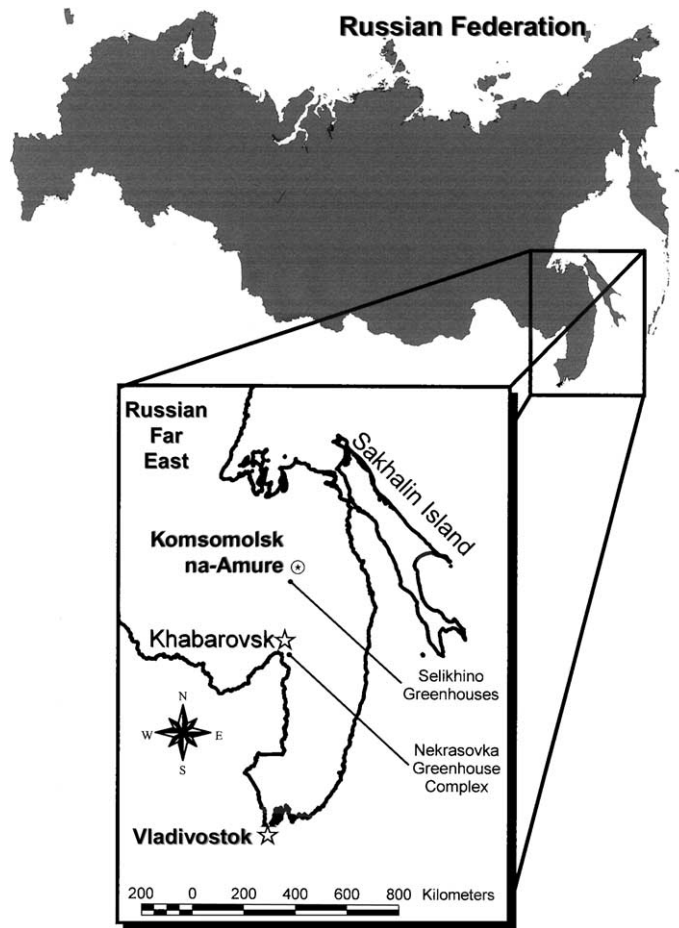 Russian Federation
Russian
Far
East
Sakhalin Island
Komsomolsk
na-Amure
Khabarovsk
Selikhino
Greenhouses
N
W E
S
Nekrasovka
Greenhouse
Complex
Vladivostok
200 0 200 400 600 800 Kilometers